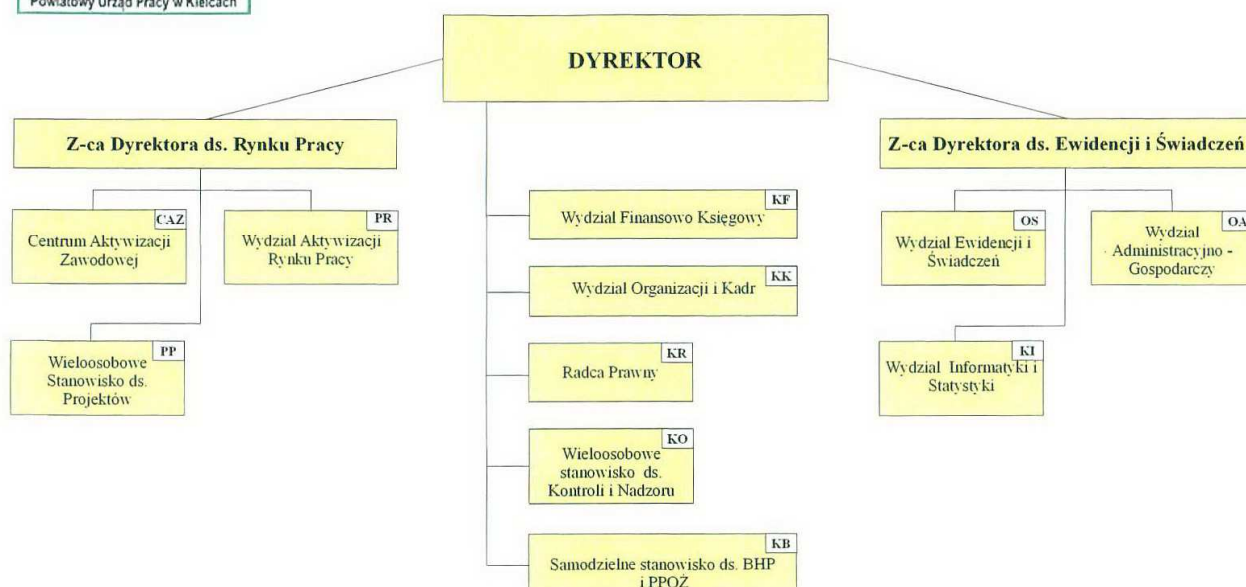 Powiatowy Urząd Pracy w Kielcach
DYREKTOR
Z-ca Dyrektora ds. Rynku Pracy
CAZ
Centrum Aktywizacji
Zawodowej
PR
Wydział Aktywizacji
Rynku Pracy
PP
Wieloosobowe
Stanowisko ds.
Projektów
KF
Wydział Finansowo Księgowy
KK
Wydział Organizacji i Kadr
KR
Radca Prawny
KO
Wieloosobowe
stanowisko ds.
Kontroli i Nadzoru
KB
Samodzielne stanowisko ds. BHP
i PPOŻ
Z-ca Dyrektora ds. Ewidencji i Świadczeń
OS
Wydział Ewidencji i
Świadczeń
OA
Wydział
Administracyjno -
Gospodarczy
KI
Wydział Informatyki i
Statystyki